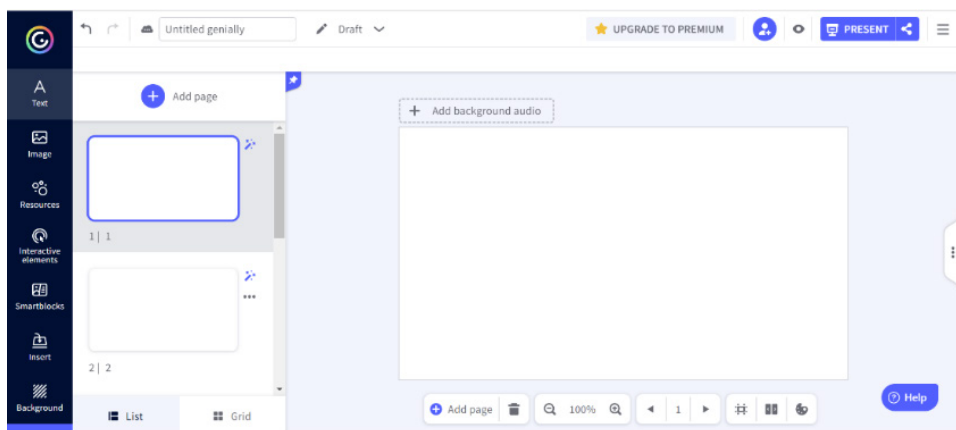 Untitled genially
Draft
UPGRADE TO PREMIUM
PRESENT
Text
Image
Resources
Interactive
elements
Smartblocks
Insert
Background
Add page
1| 1
2| 2
List
Grid
+ Add background audio
Add page
100%
1
Help